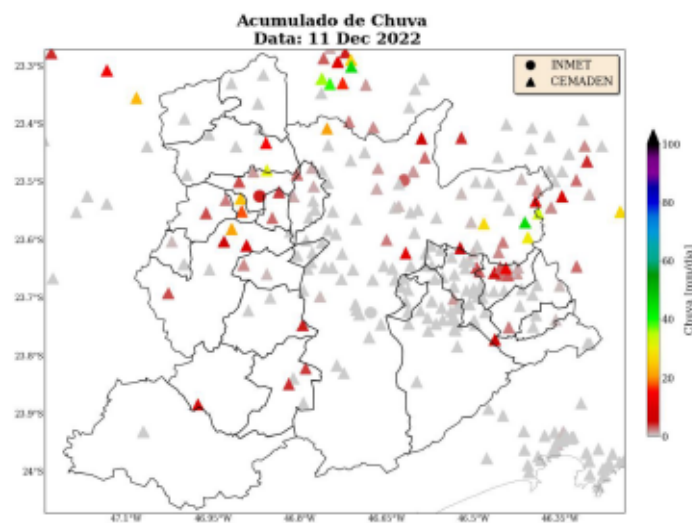 Acumulado de Chuva
Data: 11 Dec 2022
INMET
CEMADEN
23.3°S
23.4°S
23.5°S
23.6°S
23.7°S
23.8°S
23.9°S
24°S
47.1°W
46.95°W
46.8°W
46.65°W
46.5°W
46.35°W
100
80
60
40
20
0
Chuva [mm/dia]